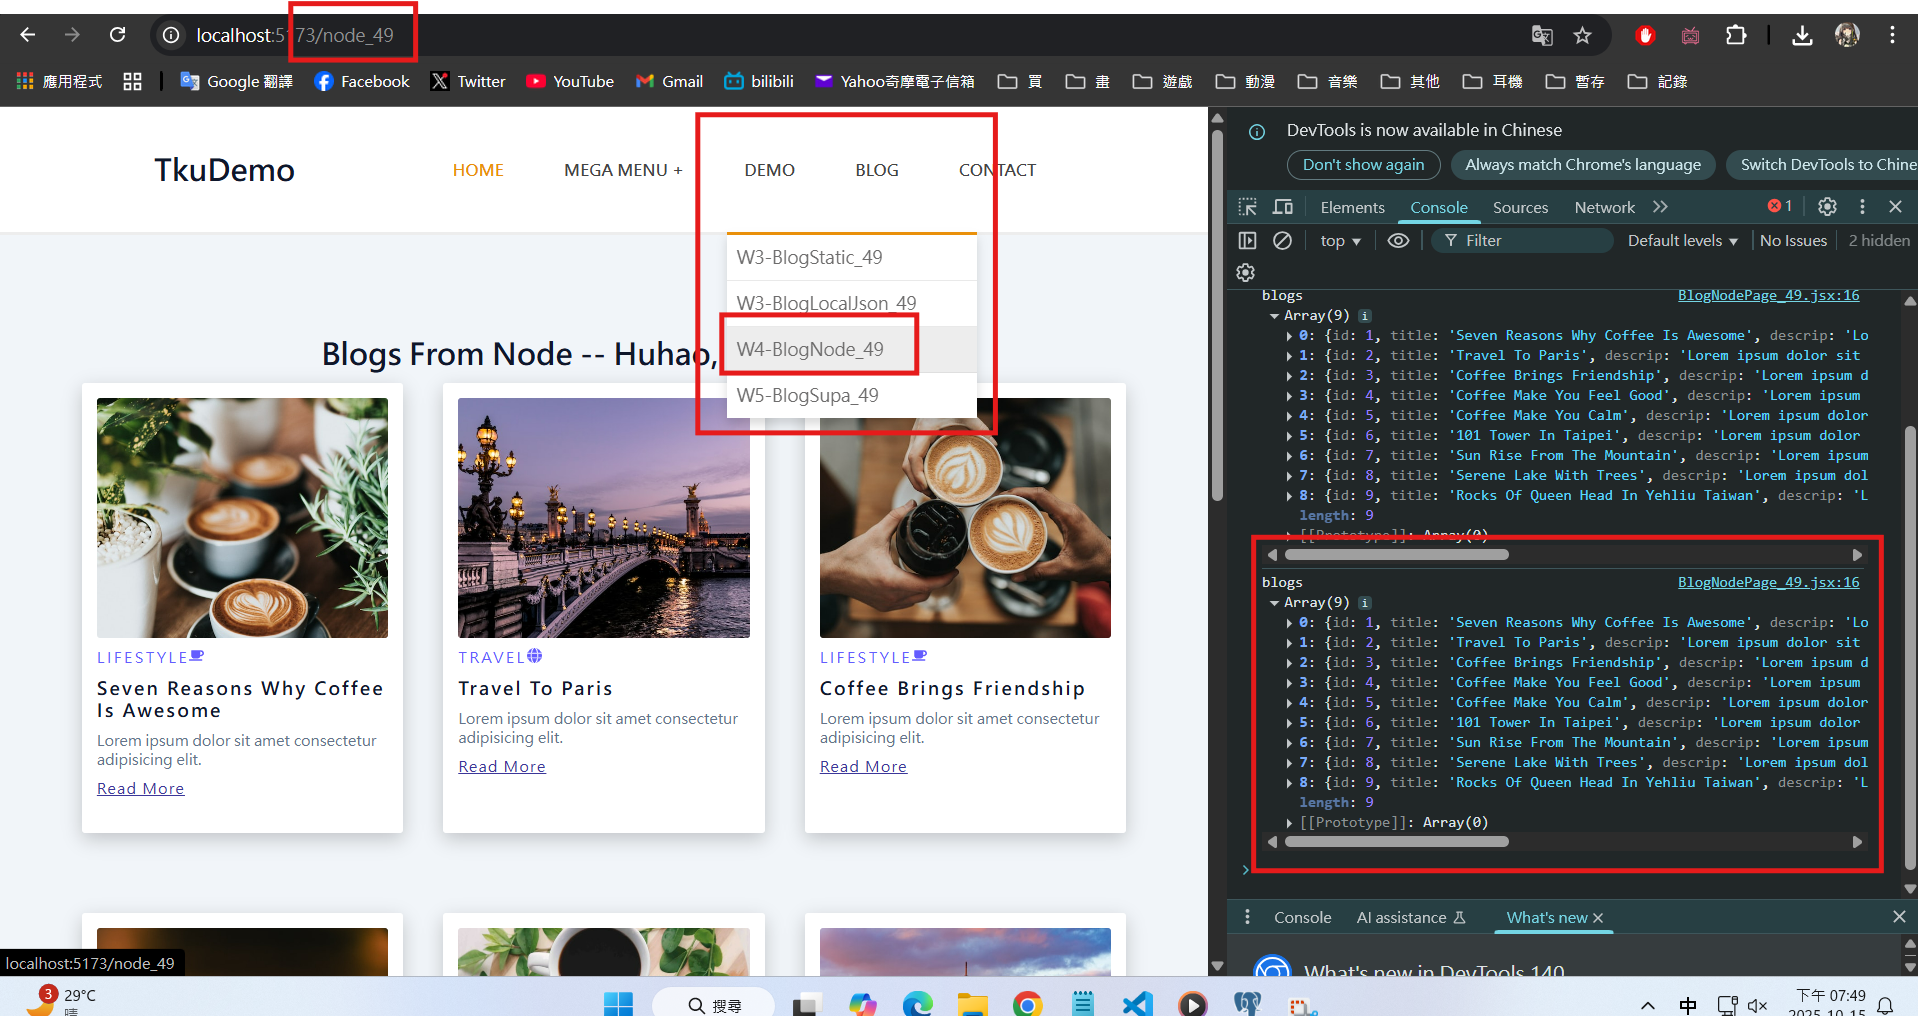 localhost:5173/node_49
應用程式 Google 翻譯 Facebook Twitter YouTube Gmail bilibili Yahoo奇摩電子信箱 買 畫 遊戲 動漫 音樂 其他 耳機 暫存 記錄
TkuDemo HOME MEGA MENU + DEMO BLOG CONTACT
W3-BlogStatic_49
W3-BlogLocalJson_49
W4-BlogNode_49
W5-BlogSupa_49
Blogs From Node -- Huhao,
LIFESTYLE
Seven Reasons Why Coffee
Is Awesome
Lorem ipsum dolor sit amet consectetur
adipisicing elit.
Read More
TRAVEL
Travel To Paris
Lorem ipsum dolor sit amet consectetur
adipisicing elit.
Read More
LIFESTYLE
Coffee Brings Friendship
Lorem ipsum dolor sit amet consectetur
adipisicing elit.
Read More
localhost:5173/node_49
DevTools is now available in Chinese
Don't show again Always match Chrome's language Switch DevTools to Chine
Elements Console Sources Network 1
top Filter Default levels No Issues 2 hidden
blogs BlogNodePage_49.jsx:16
Array(9)
0: {id: 1, title: 'Seven Reasons Why Coffee Is Awesome', descrip: 'Lo
1: {id: 2, title: 'Travel To Paris', descrip: 'Lorem ipsum dolor sit
2: {id: 3, title: 'Coffee Brings Friendship', descrip: 'Lorem ipsum d
3: {id: 4, title: 'Coffee Make You Feel Good', descrip: 'Lorem ipsum
4: {id: 5, title: 'Coffee Make You Calm', descrip: 'Lorem ipsum dolor
5: {id: 6, title: '101 Tower In Taipei', descrip: 'Lorem ipsum dolor
6: {id: 7, title: 'Sun Rise From The Mountain', descrip: 'Lorem ipsum
7: {id: 8, title: 'Serene Lake With Trees', descrip: 'Lorem ipsum dol
8: {id: 9, title: 'Rocks Of Queen Head In Yehliu Taiwan', descrip: 'L
length: 9
[[Prototype]]: Array(0)
blogs BlogNodePage_49.jsx:16
Array(9)
0: {id: 1, title: 'Seven Reasons Why Coffee Is Awesome', descrip: 'Lo
1: {id: 2, title: 'Travel To Paris', descrip: 'Lorem ipsum dolor sit
2: {id: 3, title: 'Coffee Brings Friendship', descrip: 'Lorem ipsum d
3: {id: 4, title: 'Coffee Make You Feel Good', descrip: 'Lorem ipsum
4: {id: 5, title: 'Coffee Make You Calm', descrip: 'Lorem ipsum dolor
5: {id: 6, title: '101 Tower In Taipei', descrip: 'Lorem ipsum dolor
6: {id: 7, title: 'Sun Rise From The Mountain', descrip: 'Lorem ipsum
7: {id: 8, title: 'Serene Lake With Trees', descrip: 'Lorem ipsum dol
8: {id: 9, title: 'Rocks Of Queen Head In Yehliu Taiwan', descrip: 'L
length: 9
[[Prototype]]: Array(0)
Console AI assistance What's new
What's new in DevTools 140
3 29°C
晴
搜尋
中
下午 07:49
2025-10-15